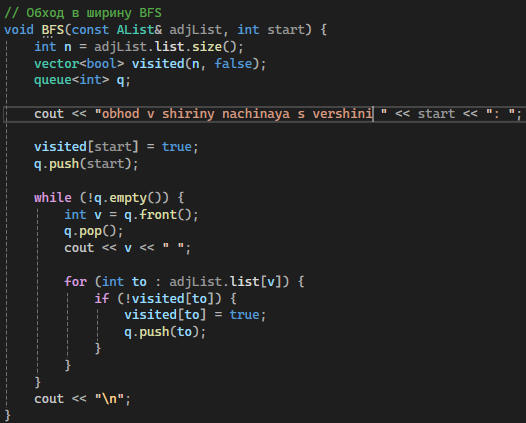 // Обход в ширину BFS
void BFS(const AList& adjList, int start) {
    int n = adjList.list.size();
    vector<bool> visited(n, false);
    queue<int> q;

    cout << "obhod v shiriny nachinaya s vershini " << start << ": ";

    visited[start] = true;
    q.push(start);

    while (!q.empty()) {
        int v = q.front();
        q.pop();
        cout << v << " ";

        for (int to : adjList.list[v]) {
            if (!visited[to]) {
                visited[to] = true;
                q.push(to);
            }
        }
    }
    cout << "\n";
}